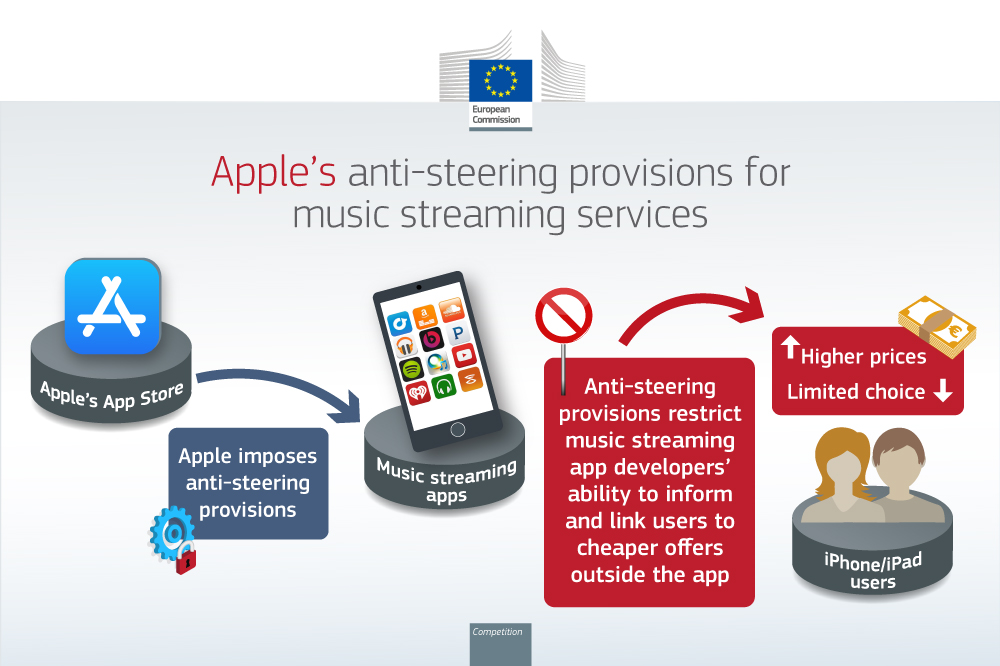 European
Commission
Apple's anti-steering provisions for
music streaming services
Apple's App Store
Apple imposes
anti-steering
provisions
Music streaming
apps
Anti-steering
provisions restrict
music streaming
app developers'
ability to inform
and link users to
cheaper offers
outside the app
Higher prices
Limited choice
iPhone/iPad
users
Competition